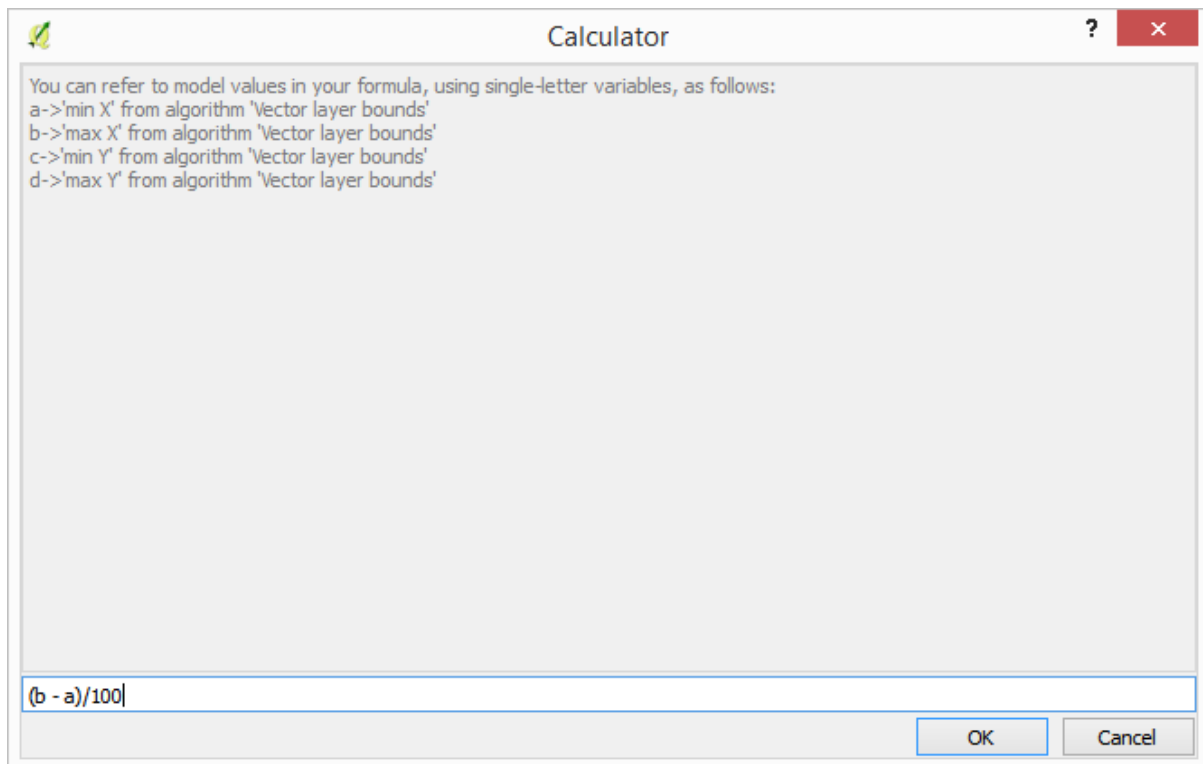 Calculator
?
×
You can refer to model values in your formula, using single-letter variables, as follows:
a->'min X' from algorithm 'Vector layer bounds'
b->'max X' from algorithm 'Vector layer bounds'
c->'min Y' from algorithm 'Vector layer bounds'
d->'max Y' from algorithm 'Vector layer bounds'
(b - a)/100
OK Cancel